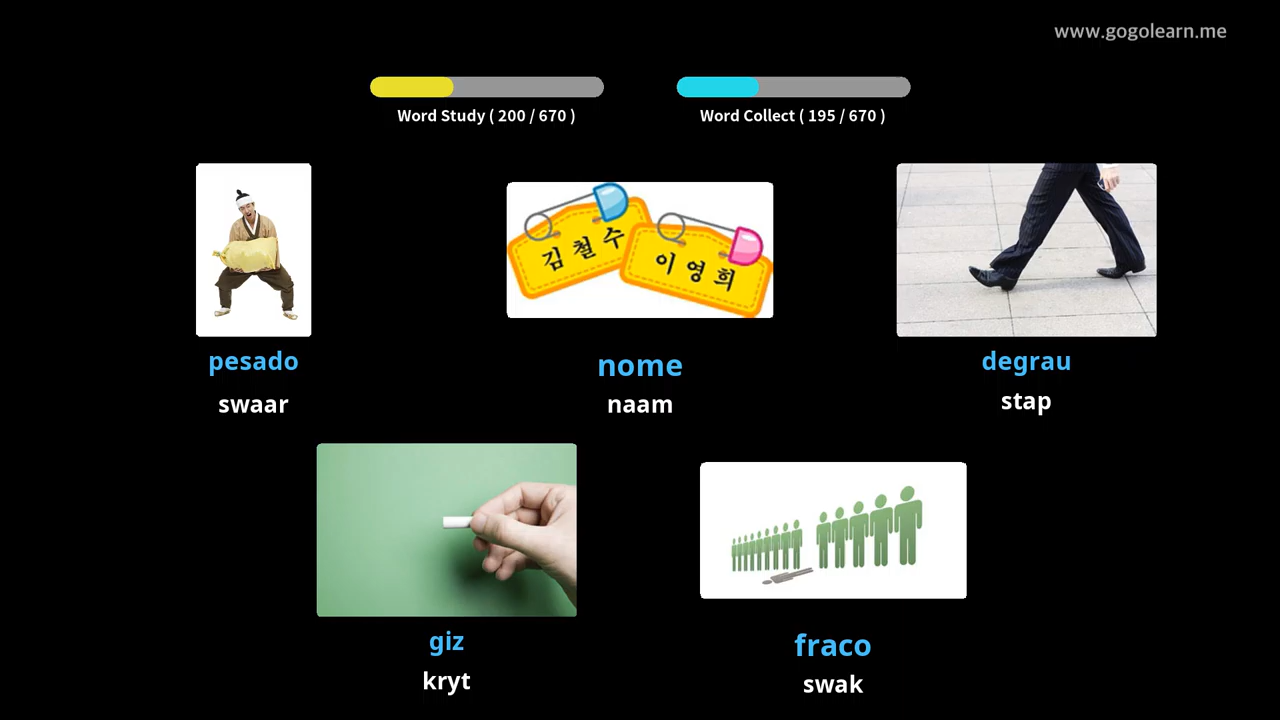 www.gogolearn.me
Word Study ( 200 / 670 )
Word Collect ( 195 / 670 )
김철수
이영희
pesado
swaar
nome
naam
degrau
stap
giz
kryt
fraco
swak